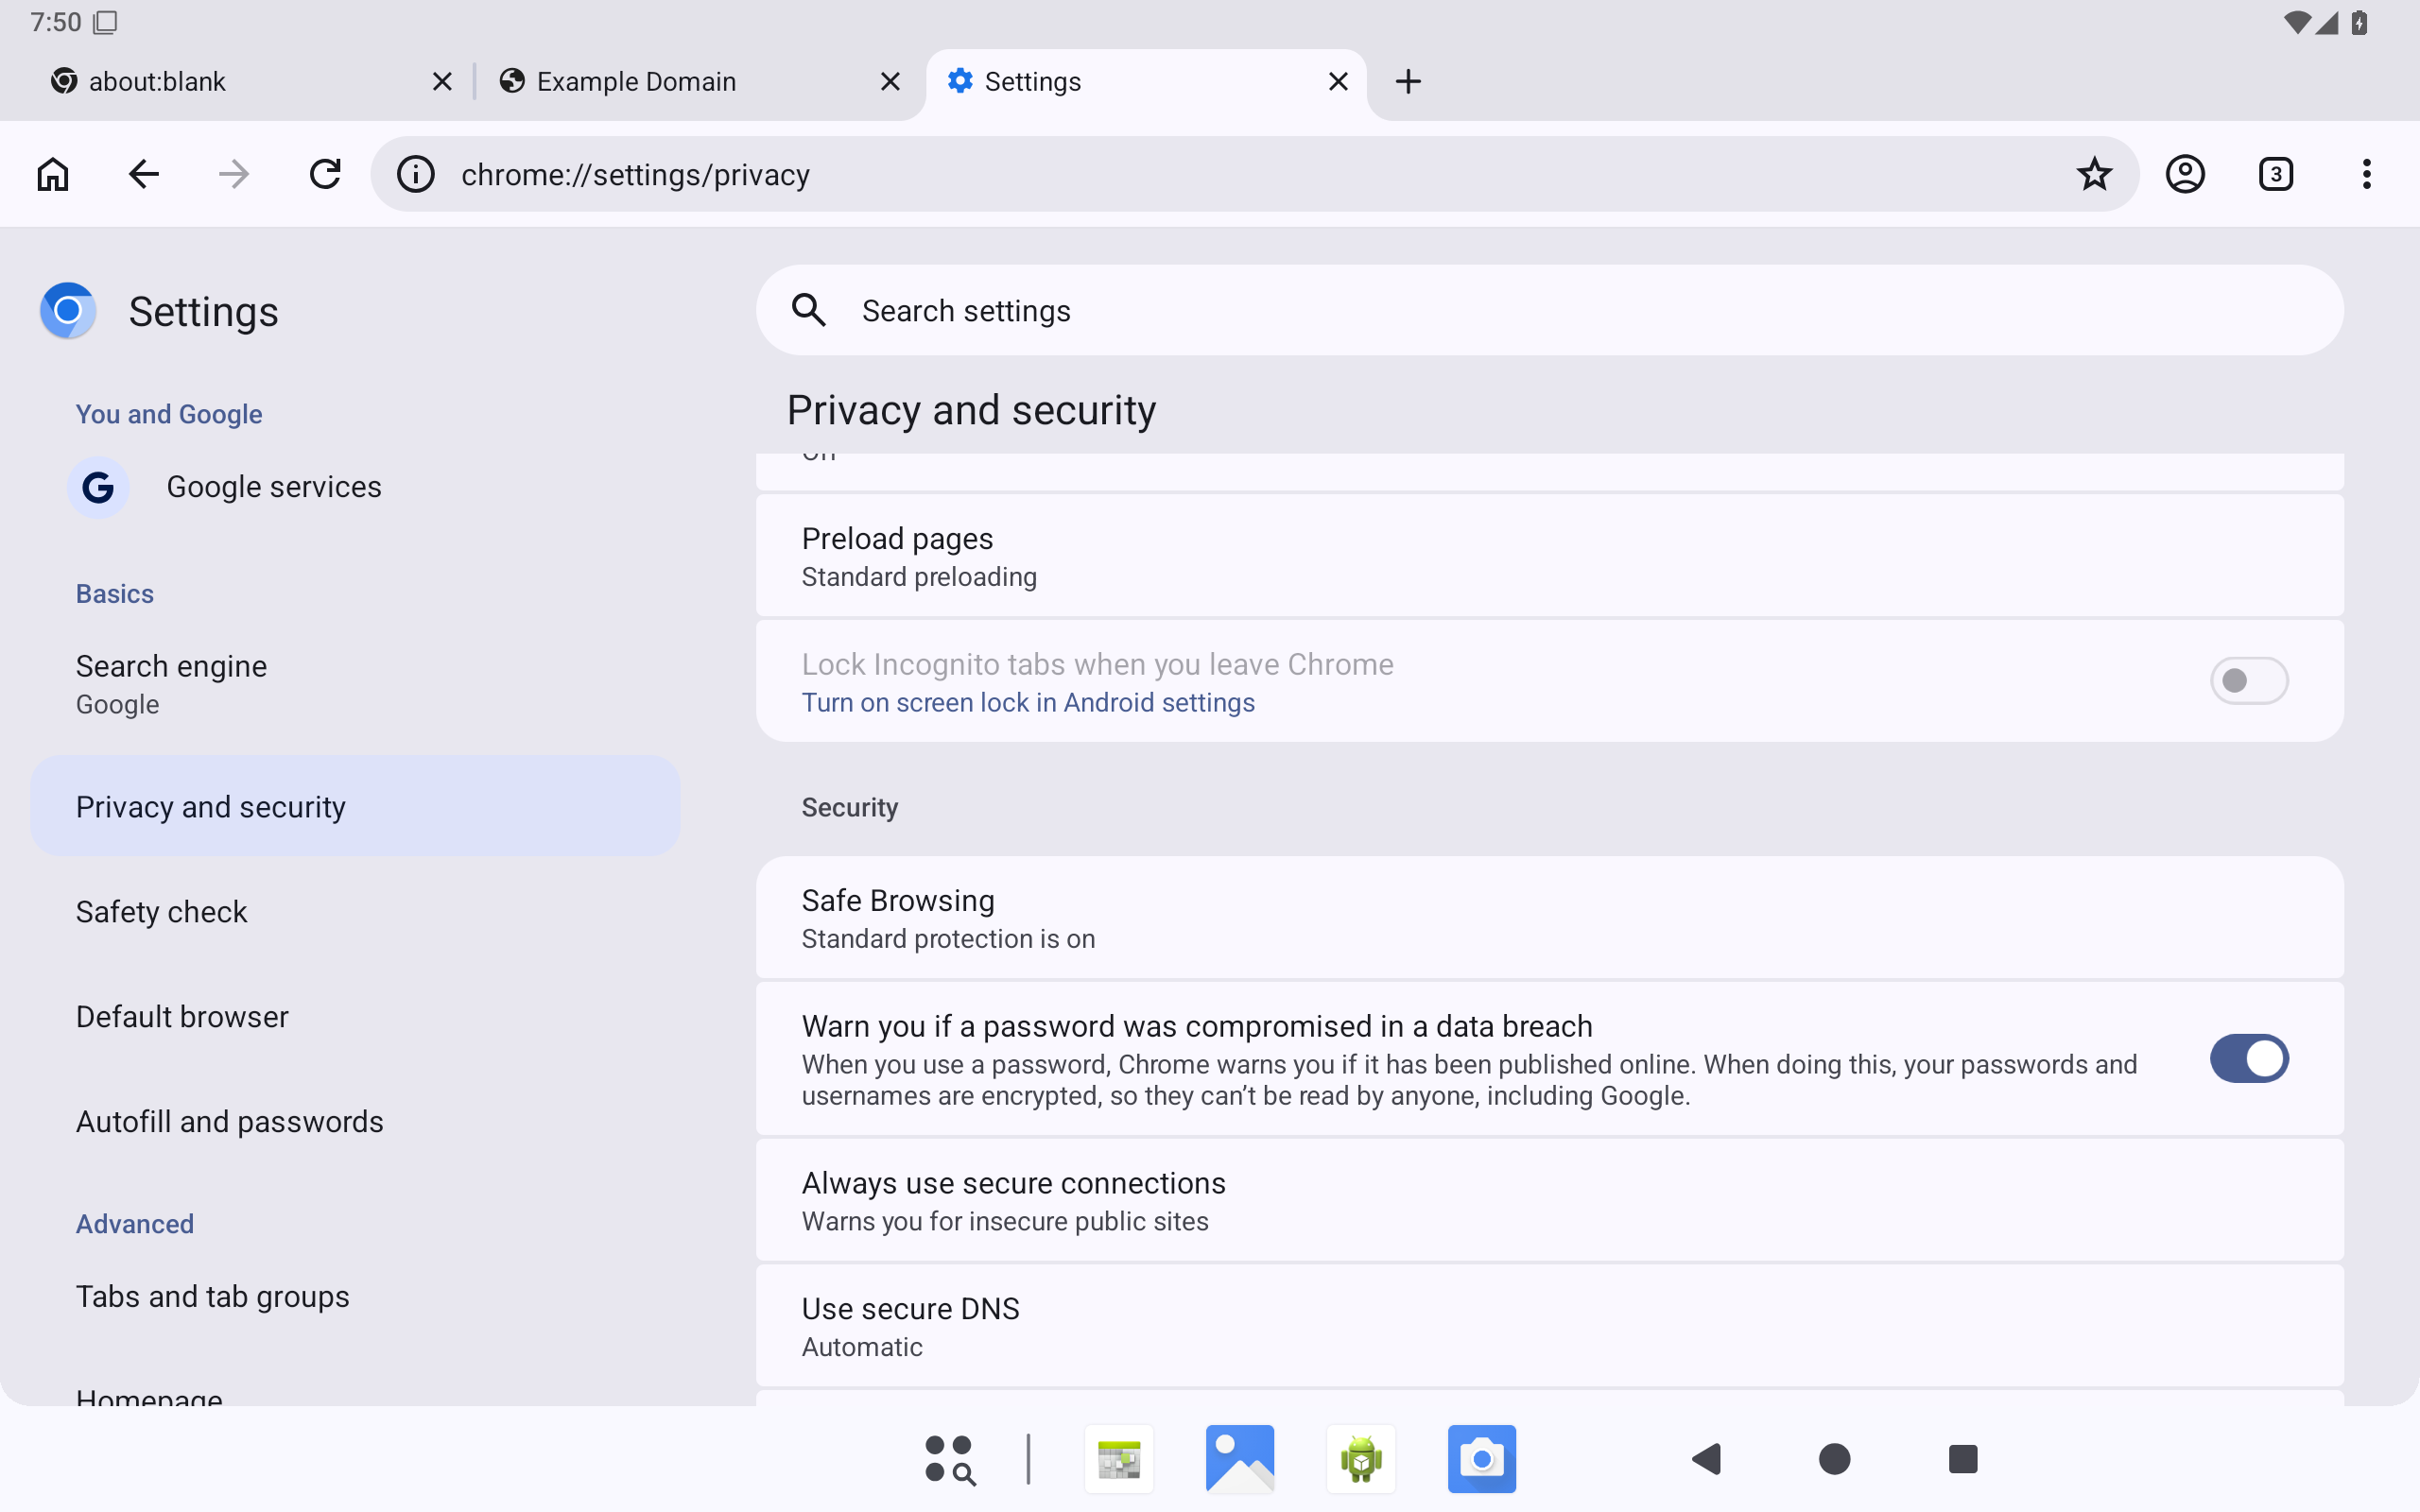 7:50
about:blank
Example Domain
Settings
chrome://settings/privacy
3
Settings
Search settings
You and Google
Google services
Basics
Search engine
Google
Privacy and security
Safety check
Default browser
Autofill and passwords
Advanced
Tabs and tab groups
Homepage
Privacy and security
Preload pages
Standard preloading
Lock Incognito tabs when you leave Chrome
Turn on screen lock in Android settings
Security
Safe Browsing
Standard protection is on
Warn you if a password was compromised in a data breach
When you use a password, Chrome warns you if it has been published online. When doing this, your passwords and
usernames are encrypted, so they can’t be read by anyone, including Google.
Always use secure connections
Warns you for insecure public sites
Use secure DNS
Automatic